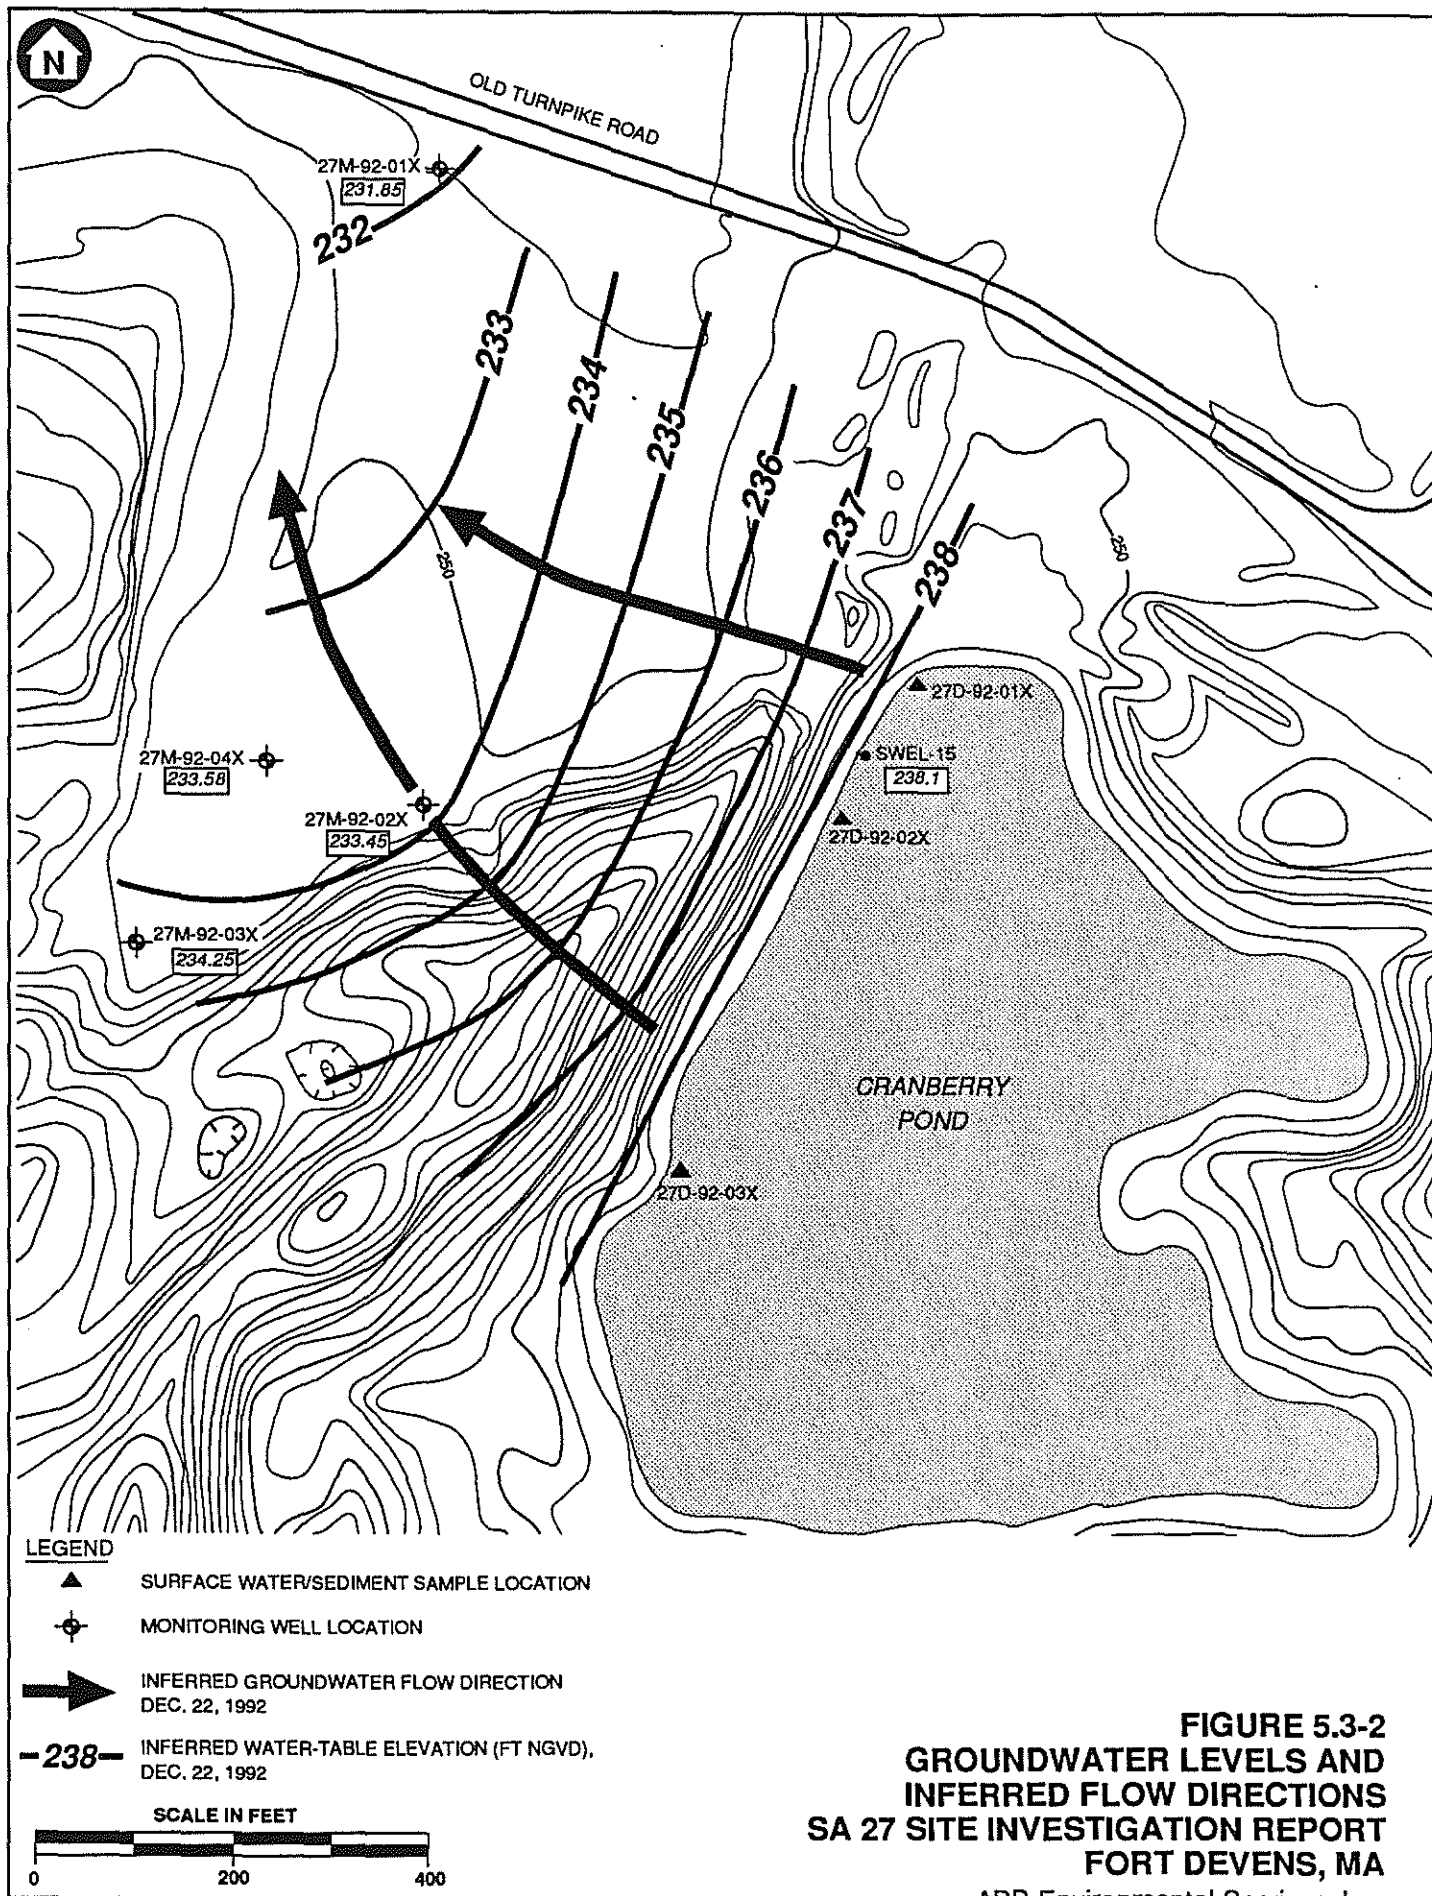 N
OLD TURNPIKE ROAD
27M-92-01X
231.85
232
233
234
235
236
237
238
250
250
27D-92-01X
SWEL-15
238.1
27D-92-02X
27M-92-04X
233.58
27M-92-02X
233.45
27M-92-03X
234.25
CRANBERRY
POND
27D-92-03X
LEGEND
SURFACE WATER/SEDIMENT SAMPLE LOCATION
MONITORING WELL LOCATION
INFERRED GROUNDWATER FLOW DIRECTION
DEC. 22, 1992
238
INFERRED WATER-TABLE ELEVATION (FT NGVD),
DEC. 22, 1992
SCALE IN FEET
0 200 400
FIGURE 5.3-2
GROUNDWATER LEVELS AND
INFERRED FLOW DIRECTIONS
SA 27 SITE INVESTIGATION REPORT
FORT DEVENS, MA